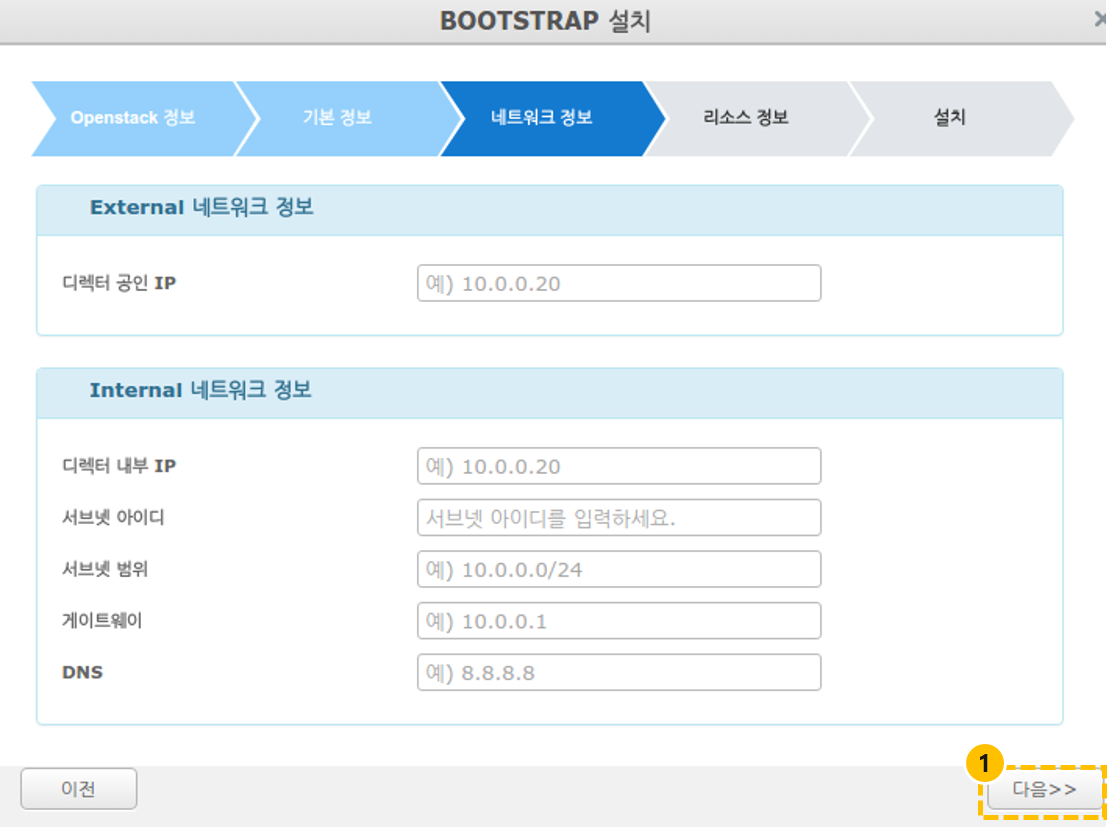 BOOTSTRAP 설치
Openstack 정보 기본 정보 네트워크 정보 리소스 정보 설치
External 네트워크 정보
디렉터 공인 IP 예) 10.0.0.20
Internal 네트워크 정보
디렉터 내부 IP 예) 10.0.0.20
서브넷 아이디 서브넷 아이디를 입력하세요.
서브넷 범위 예) 10.0.0.0/24
게이트웨이 예) 10.0.0.1
DNS 예) 8.8.8.8
1
이전 다음>>